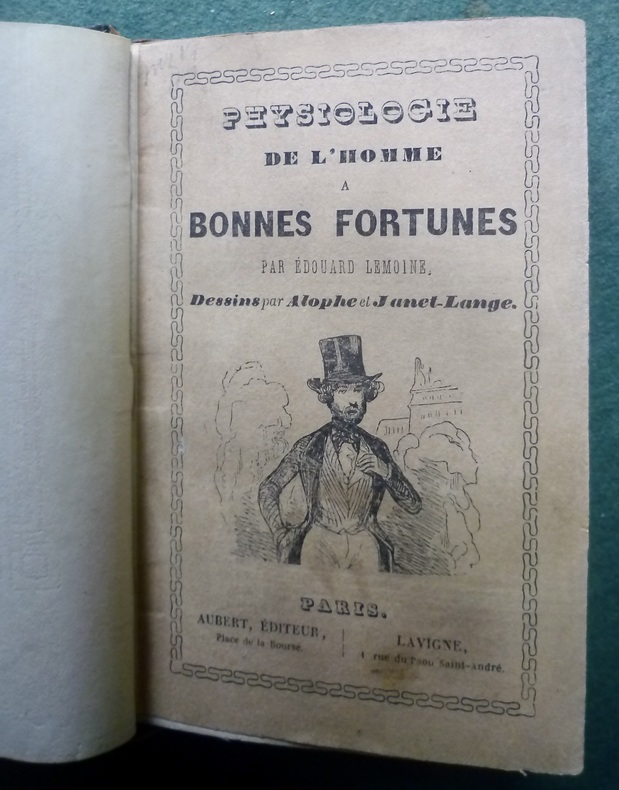 PHYSIOLOGIE
DE L'HOMME
A
BONNES FORTUNES
PAR ÉDOUARD LEMOINE,
Dessins par Alophe et Janet-Lange.
PARIS.
AUBERT, ÉDITEUR,
Place de la Bourse.
LAVIGNE,
rue du Saint-André.